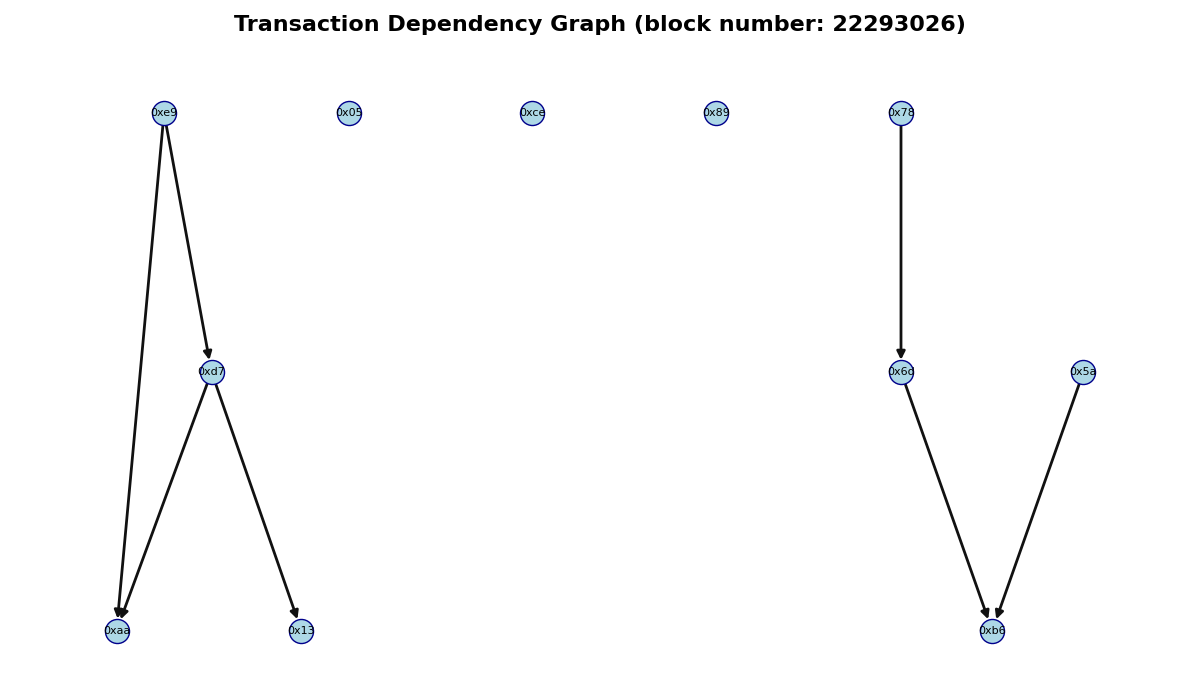 Transaction Dependency Graph (block number: 22293026)
0xe9
0x05
0xce
0x89
0x78
0xd7
0x6d
0x5a
0xaa
0x13
0xb6